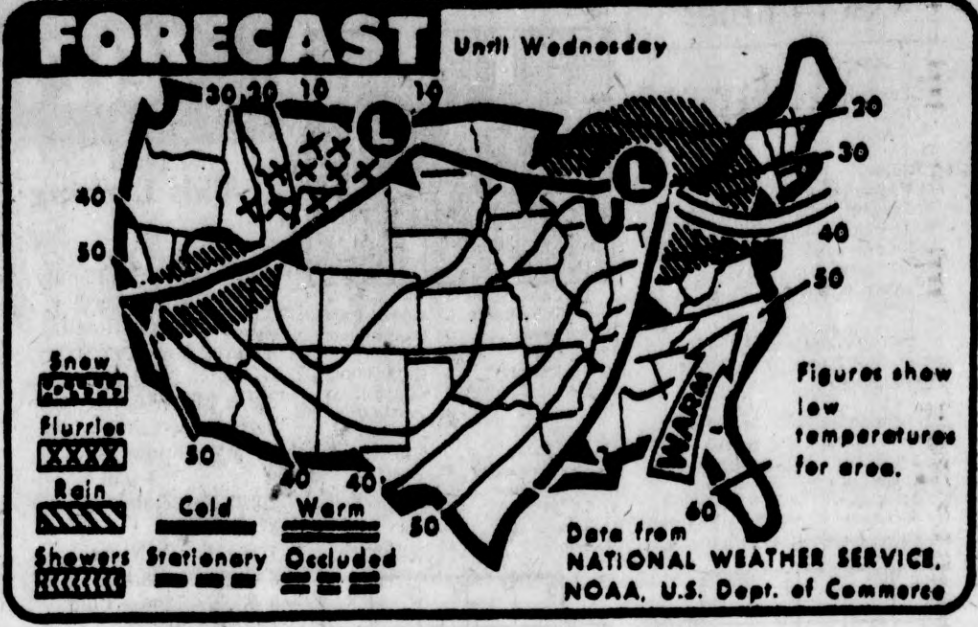 FORECAST
Until Wednesday
30 20 10 10
L
L
20
30
40
50
40
50
50
40
40
50
60
WARM
Snow
Flurries
XXXX
Rain
Showers
Cold
Warm
Stationary
Occluded
Figures show
low
temperatures
for area.
Data from
NATIONAL WEATHER SERVICE,
NOAA, U.S. Dept. of Commerce